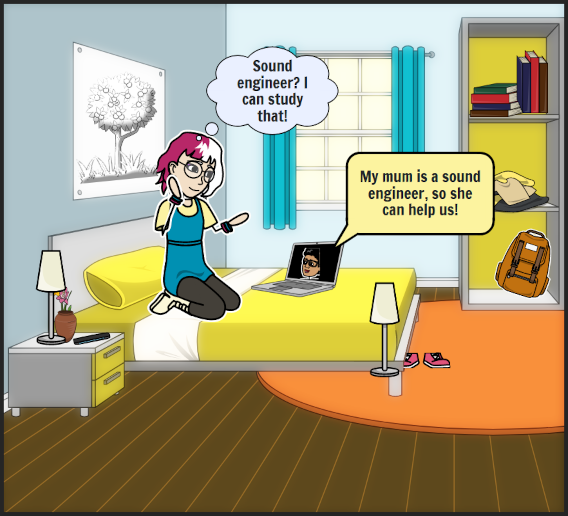 Sound
engineer? I
can study
that!
My mum is a sound
engineer, so she
can help us!